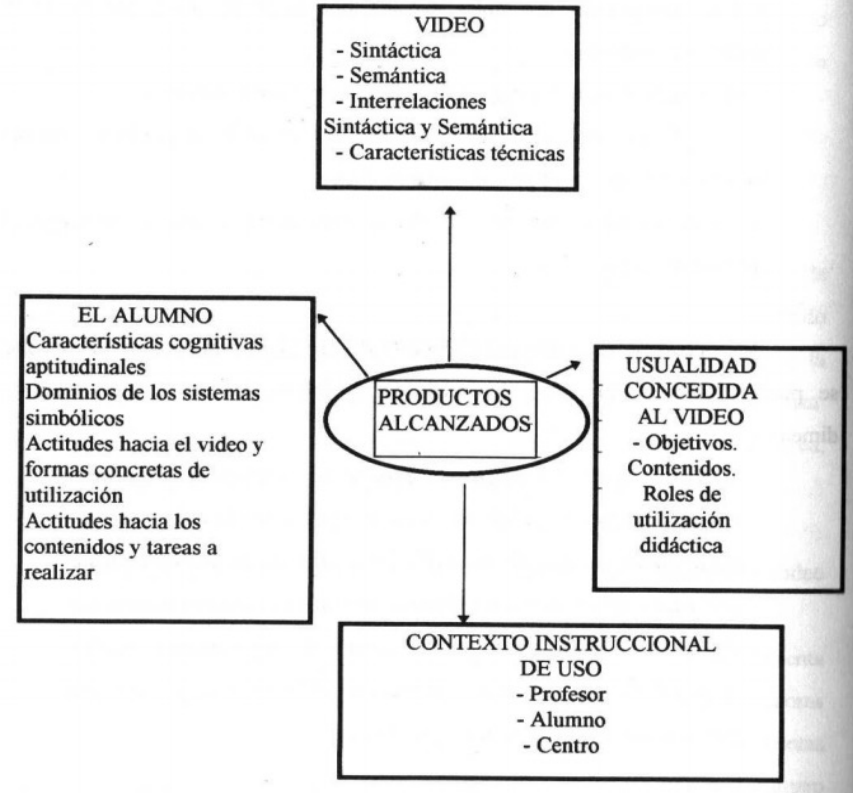 VIDEO
- Sintáctica
- Semántica
- Interrelaciones
Sintáctica y Semántica
- Características técnicas
EL ALUMNO
Características cognitivas
aptitudinales
Dominios de los sistemas
simbólicos
Actitudes hacia el video y
formas concretas de
utilización
Actitudes hacia los
contenidos y tareas a
realizar
PRODUCTOS
ALCANZADOS
USUALIDAD
CONCEDIDA
AL VIDEO
- Objetivos.
Contenidos.
Roles de
utilización
didáctica
CONTEXTO INSTRUCCIONAL
DE USO
- Profesor
- Alumno
- Centro